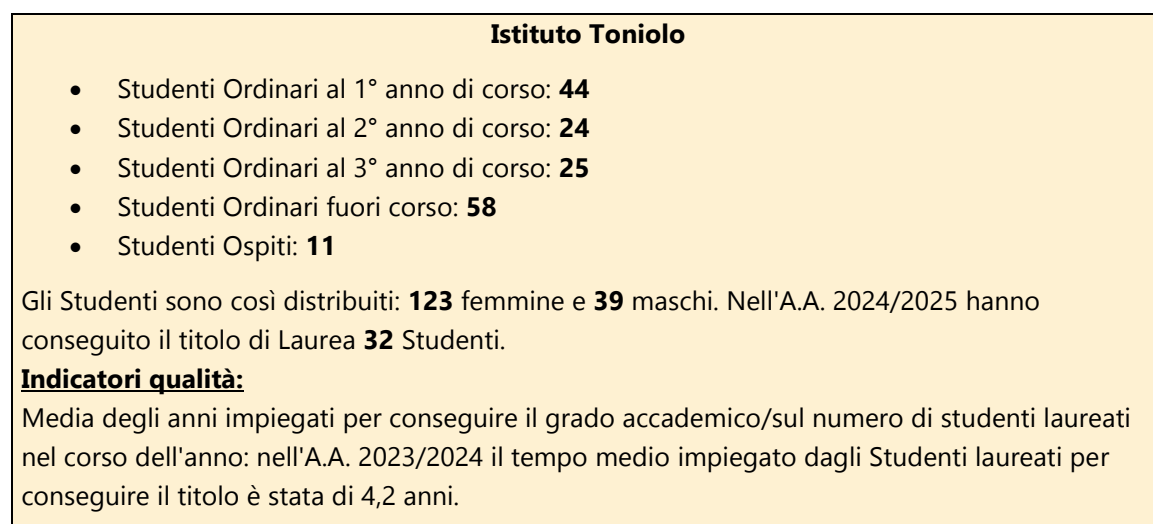 Istituto Toniolo
• Studenti Ordinari al 1° anno di corso: 44
• Studenti Ordinari al 2° anno di corso: 24
• Studenti Ordinari al 3° anno di corso: 25
• Studenti Ordinari fuori corso: 58
• Studenti Ospiti: 11
Gli Studenti sono così distribuiti: 123 femmine e 39 maschi. Nell'A.A. 2024/2025 hanno
conseguito il titolo di Laurea 32 Studenti.
Indicatori qualità:
Media degli anni impiegati per conseguire il grado accademico/sul numero di studenti laureati
nel corso dell'anno: nell'A.A. 2023/2024 il tempo medio impiegato dagli Studenti laureati per
conseguire il titolo è stata di 4,2 anni.